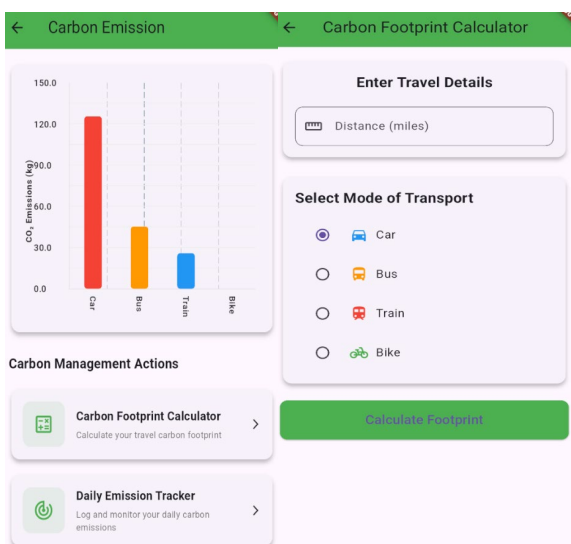 Carbon Emission
150.0
120.0
90.0
60.0
30.0
0.0
CO₂ Emissions (kg)
Car
Bus
Train
Bike
Carbon Management Actions
Carbon Footprint Calculator
Calculate your travel carbon footprint
Daily Emission Tracker
Log and monitor your daily carbon
emissions
Carbon Footprint Calculator
Enter Travel Details
Distance (miles)
Select Mode of Transport
Car
Bus
Train
Bike
Calculate Footprint